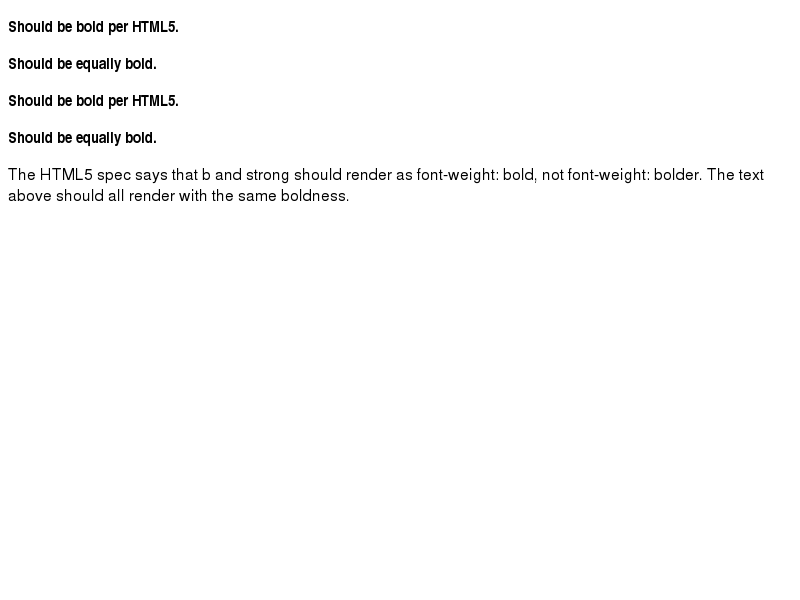 Should be bold per HTML5.
Should be equally bold.
Should be bold per HTML5.
Should be equally bold.
The HTML5 spec says that b and strong should render as font-weight: bold, not font-weight: bolder. The text
above should all render with the same boldness.